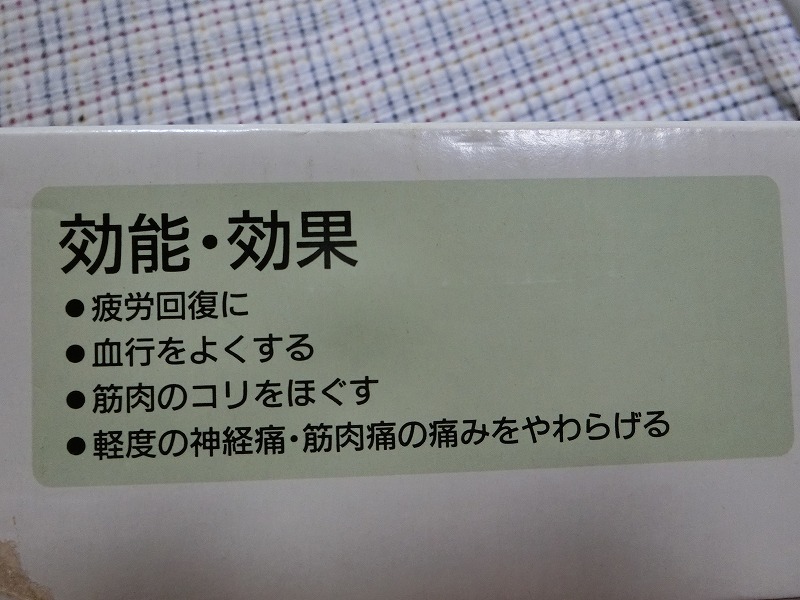 効能・効果
●疲労回復に
●血行をよくする
●筋肉のコリをほぐす
●軽度の神経痛・筋肉痛の痛みをやわらげる